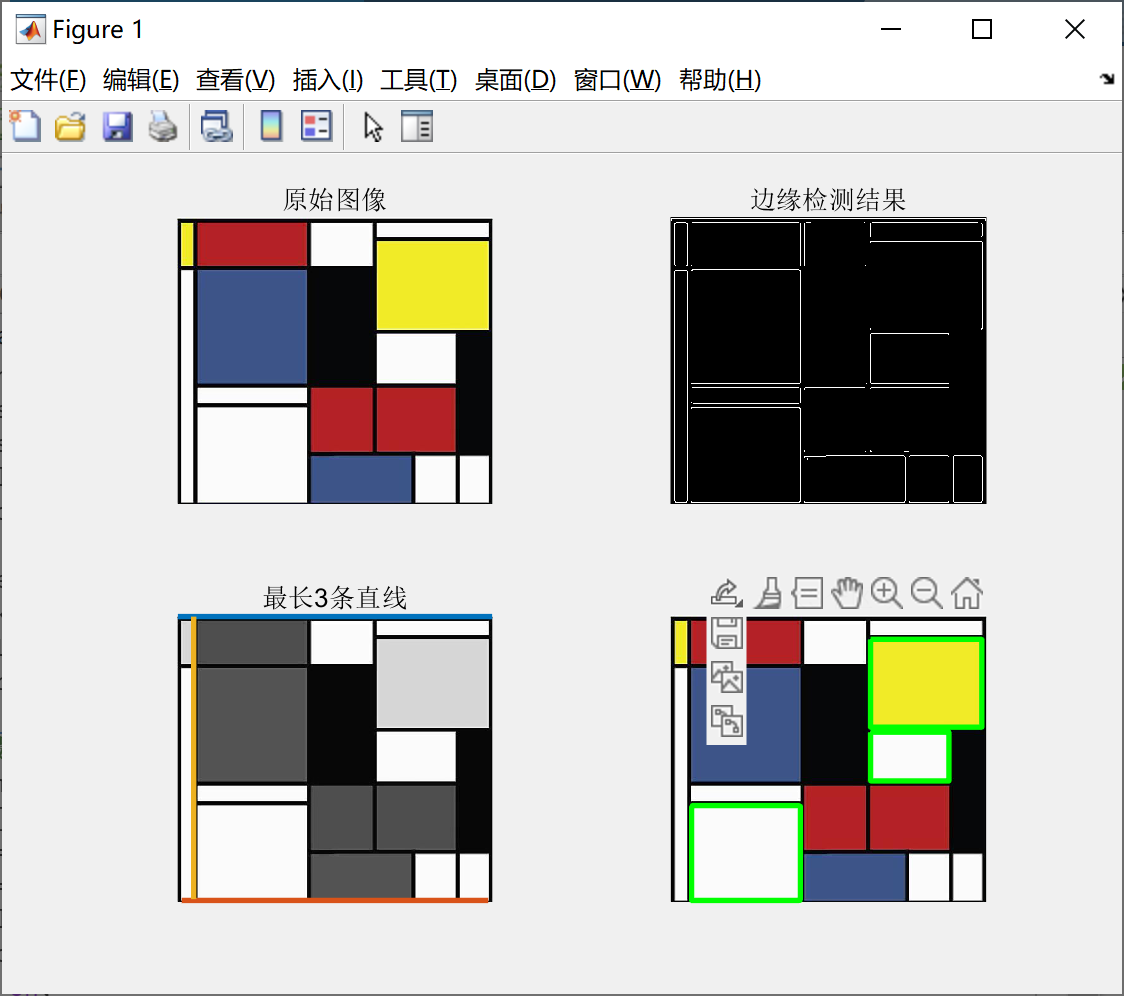 Figure 1
文件(F) 编辑(E) 查看(V) 插入(I) 工具(T) 桌面(D) 窗口(W) 帮助(H)
原始图像
边缘检测结果
最长3条直线